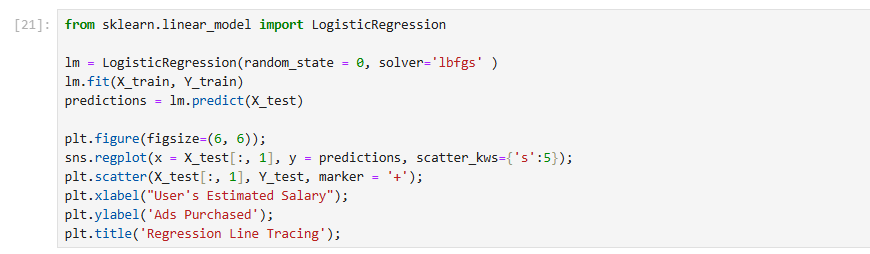 [21]: from sklearn.linear_model import LogisticRegression
lm = LogisticRegression(random_state = 0, solver='lbfgs' )
lm.fit(X_train, Y_train)
predictions = lm.predict(X_test)
plt.figure(figsize=(6, 6));
sns.regplot(x = X_test[:, 1], y = predictions, scatter_kws={'s':5});
plt.scatter(X_test[:, 1], Y_test, marker = '+');
plt.xlabel("User's Estimated Salary");
plt.ylabel('Ads Purchased');
plt.title('Regression Line Tracing');